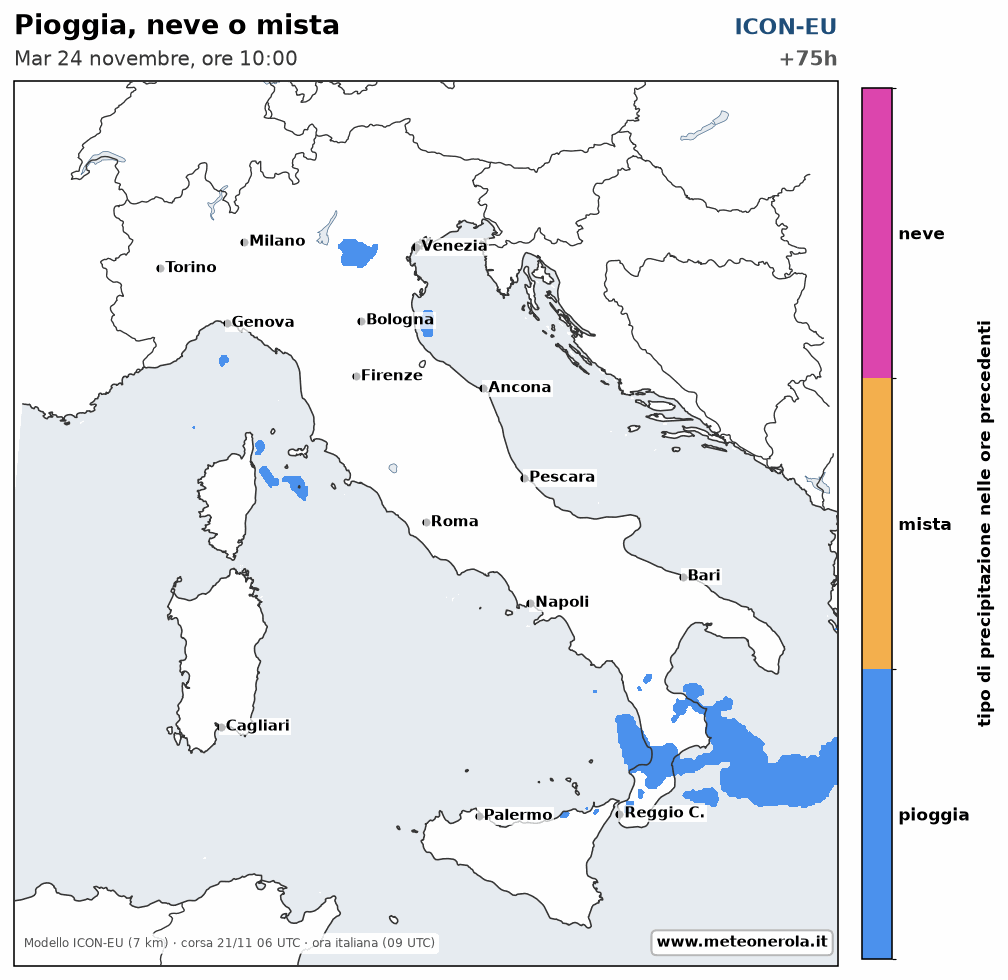 Pioggia, neve o mista
ICON-EU
Mar 24 novembre, ore 10:00
+75h
neve
mista
pioggia
tipo di precipitazione nelle ore precedenti
Milano
Venezia
Torino
Genova
Bologna
Firenze
Ancona
Pescara
Roma
Bari
Napoli
Cagliari
Palermo
Reggio C.
Modello ICON-EU (7 km) · corsa 21/11 06 UTC · ora italiana (09 UTC)
www.meteonerola.it